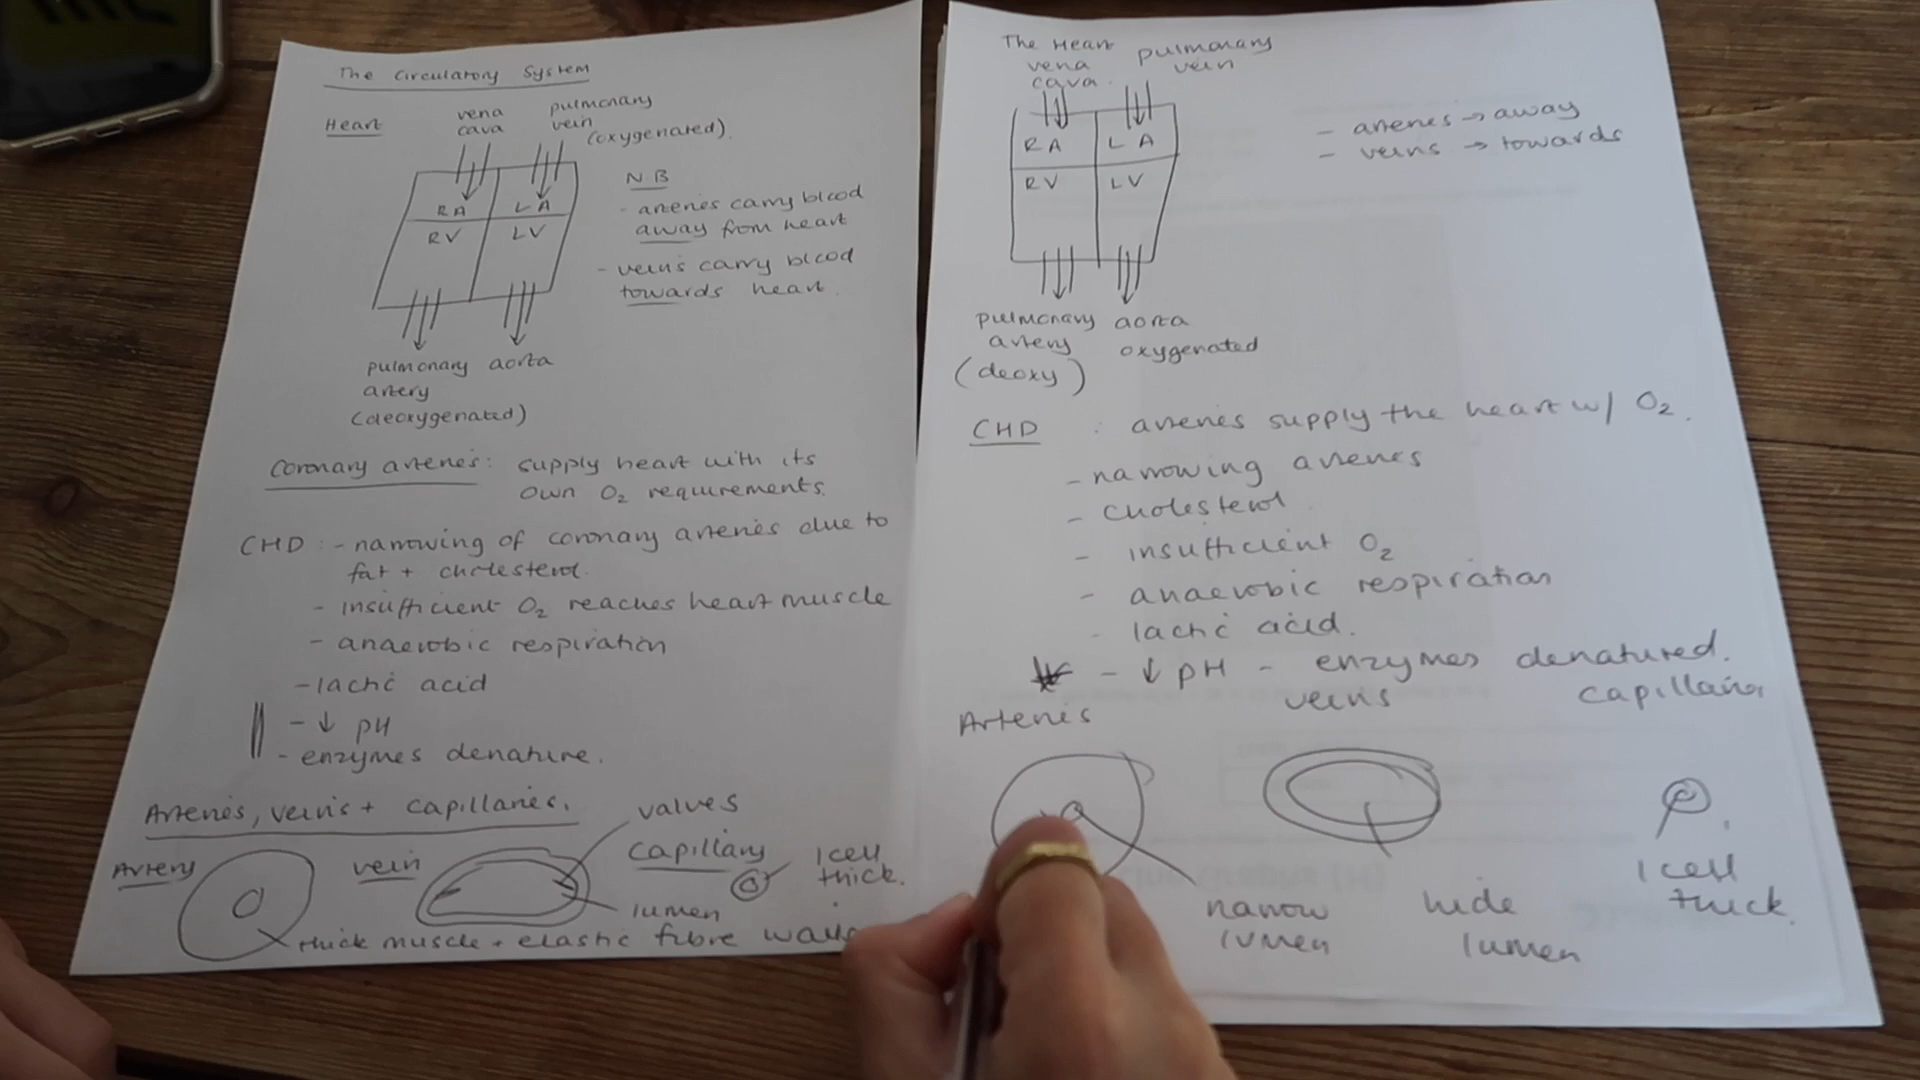 The Circulatory System
Heart
vena
cava
pulmonary
vein
(oxygenated).
RA
LA
RV
LV
NB
- arteries carry blood
away from heart
- veins carry blood
towards heart.
pulmonary
artery
(deoxygenated)
aorta
Coronary arteries: supply heart with its
own O2 requirements.
CHD : - narrowing of coronary arteries due to
fat + cholesterol.
- insufficient O2 reaches heart muscle
- anaerobic respiration
- lactic acid
- ↓ pH
- enzymes denature.
Arteries, veins + capillaries.
Artery
vein
valves
capillary
1 cell
thick.
lumen
thick muscle + elastic fibre walls
The Heart
vena
cava.
pulmonary
vein
RA
LA
RV
LV
- arteries → away
- veins → towards
pulmonary
artery
(deoxy)
aorta
oxygenated
CHD : arteries supply the heart w/ O2.
- narrowing arteries
- cholesterol
- insufficient O2
- anaerobic respiration
- lactic acid.
- ↓ pH - enzymes denatured.
Arteries
veins
capillaries
narrow
lumen
wide
lumen
1 cell
thick.